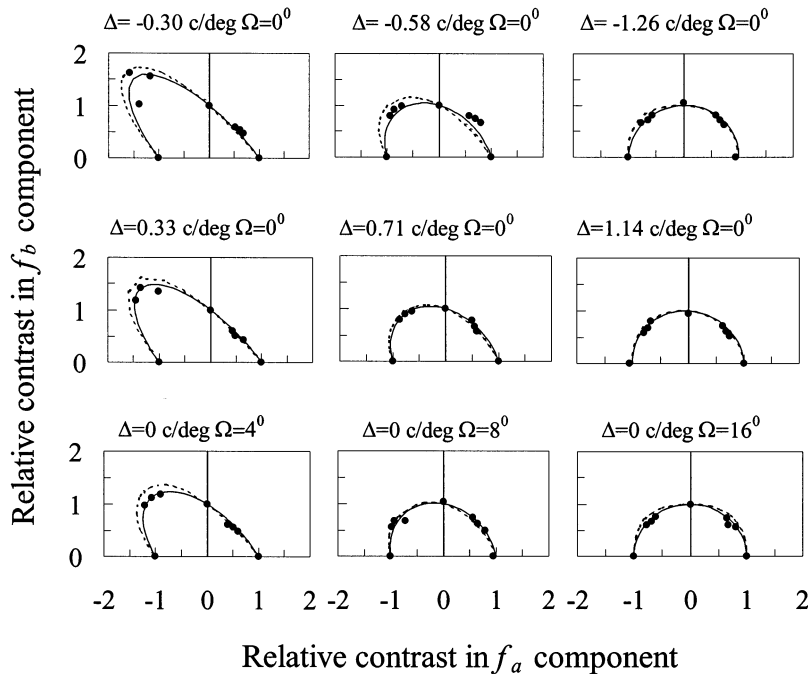 Δ= -0.30 c/deg Ω=0⁰ Δ= -0.58 c/deg Ω=0⁰ Δ= -1.26 c/deg Ω=0⁰
2
1
0
Δ=0.33 c/deg Ω=0⁰ Δ=0.71 c/deg Ω=0⁰ Δ=1.14 c/deg Ω=0⁰
2
1
0
Δ=0 c/deg Ω=4⁰ Δ=0 c/deg Ω=8⁰ Δ=0 c/deg Ω=16⁰
2
1
0
-2 -1 0 1 2 -2 -1 0 1 2 -2 -1 0 1 2
Relative contrast in f_b component
Relative contrast in f_a component